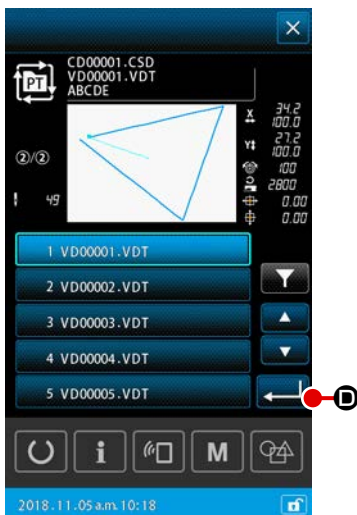 CD00001.CSD
VD00001.VDT
ABCDE
PT
X 34.2
100.0
②/②
Y 27.2
100.0
100
2800
49
0.00
0.00
1 VD00001.VDT
2 VD00002.VDT
3 VD00003.VDT
4 VD00004.VDT
5 VD00005.VDT
D
i
M
2018.11.05 a.m. 10:18